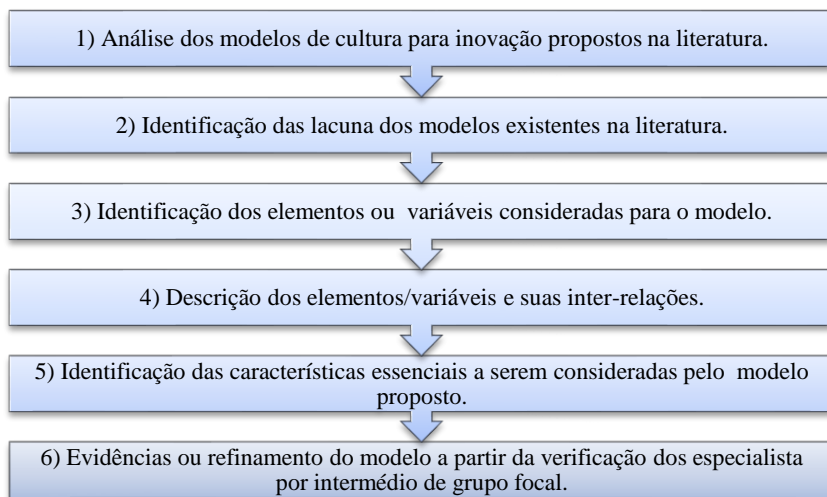 1) Análise dos modelos de cultura para inovação propostos na literatura.
2) Identificação das lacuna dos modelos existentes na literatura.
3) Identificação dos elementos ou variáveis consideradas para o modelo.
4) Descrição dos elementos/variáveis e suas inter-relações.
5) Identificação das características essenciais a serem consideradas pelo modelo
proposto.
6) Evidências ou refinamento do modelo a partir da verificação dos especialista
por intermédio de grupo focal.